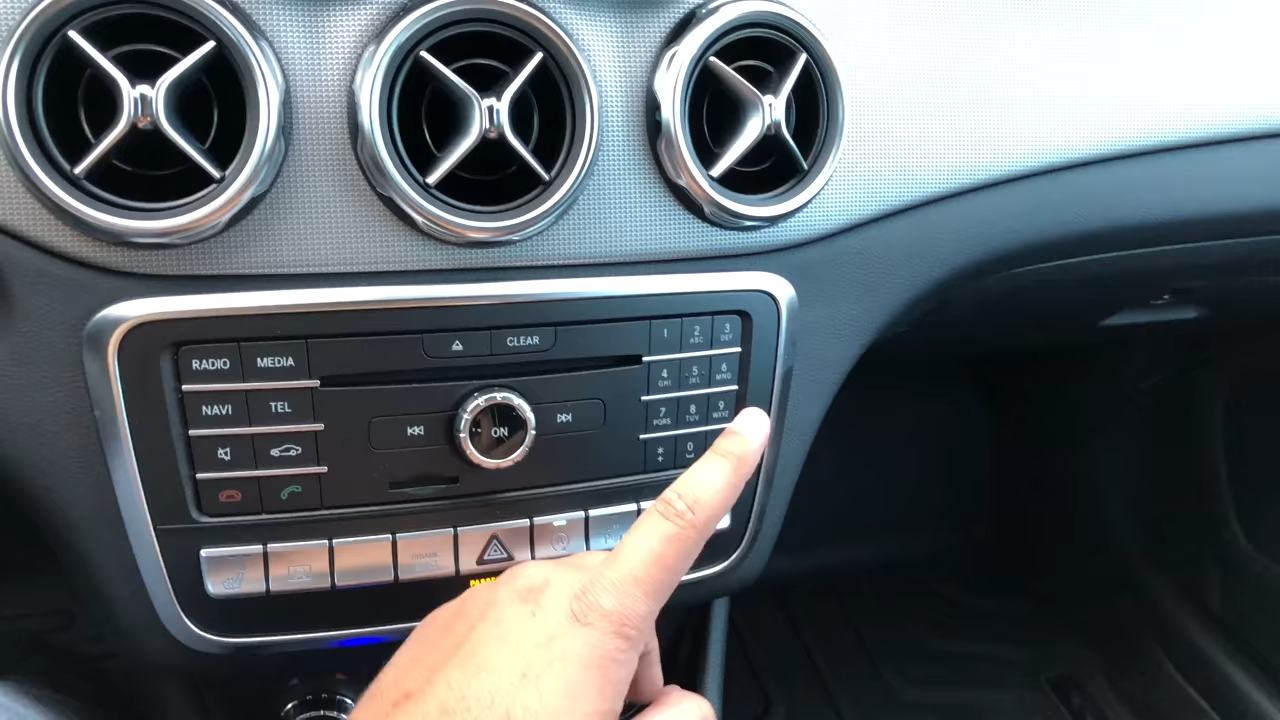 RADIO MEDIA
CLEAR
1 2 ABC 3 DEF
4 GHI 5 JKL 6 MNO
NAVI TEL
ON
7 PQRS 8 TUV 9 WXYZ
* + 0